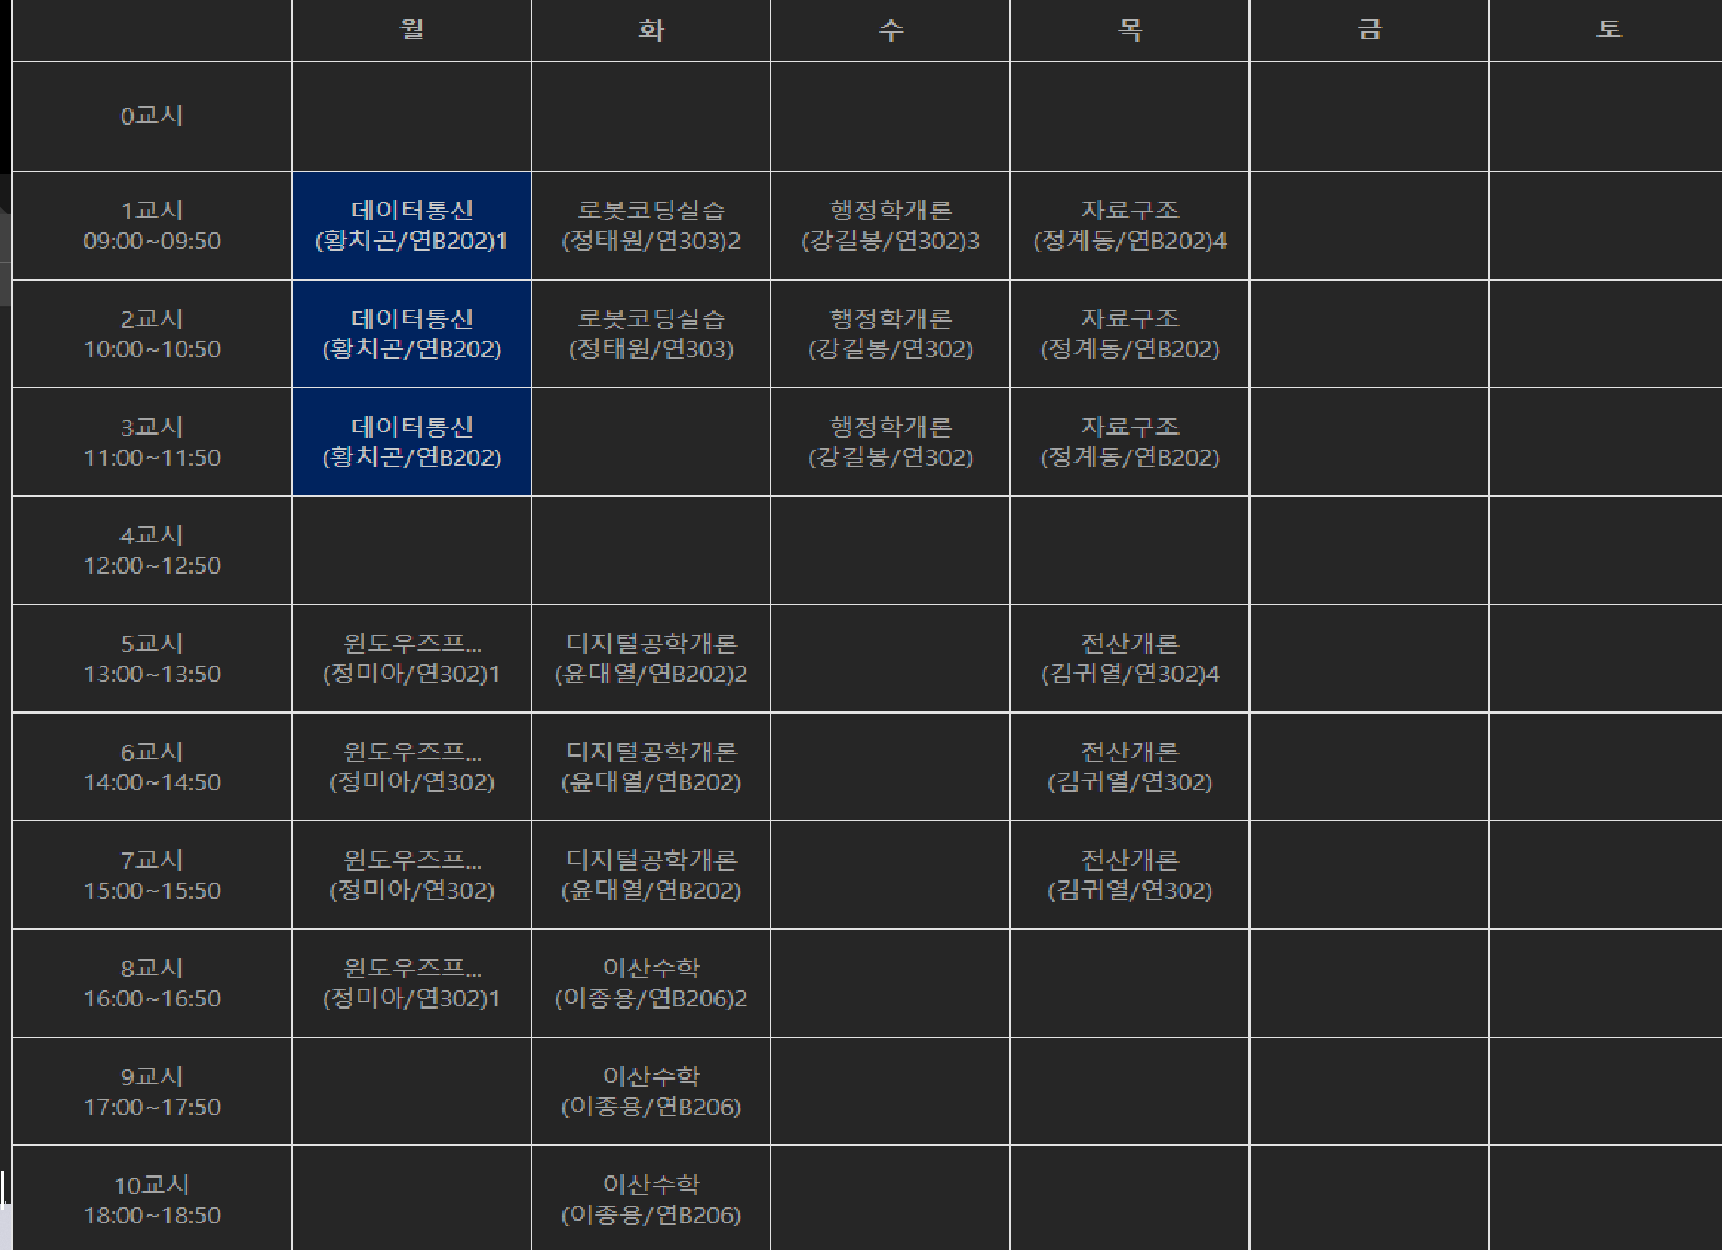 월 화 수 목 금 토
0교시
1교시 데이터통신 로봇코딩실습 행정학개론 자료구조
09:00~09:50 (황치곤/연B202)1 (정태원/연303)2 (강길봉/연302)3 (정계동/연B202)4
2교시 데이터통신 로봇코딩실습 행정학개론 자료구조
10:00~10:50 (황치곤/연B202) (정태원/연303) (강길봉/연302) (정계동/연B202)
3교시 데이터통신 행정학개론 자료구조
11:00~11:50 (황치곤/연B202) (강길봉/연302) (정계동/연B202)
4교시
12:00~12:50
5교시 윈도우즈프... 디지털공학개론 전산개론
13:00~13:50 (정미아/연302)1 (윤대열/연B202)2 (김귀열/연302)4
6교시 윈도우즈프... 디지털공학개론 전산개론
14:00~14:50 (정미아/연302) (윤대열/연B202) (김귀열/연302)
7교시 윈도우즈프... 디지털공학개론 전산개론
15:00~15:50 (정미아/연302) (윤대열/연B202) (김귀열/연302)
8교시 윈도우즈프... 이산수학
16:00~16:50 (정미아/연302)1 (이종용/연B206)2
9교시 이산수학
17:00~17:50 (이종용/연B206)
10교시 이산수학
18:00~18:50 (이종용/연B206)